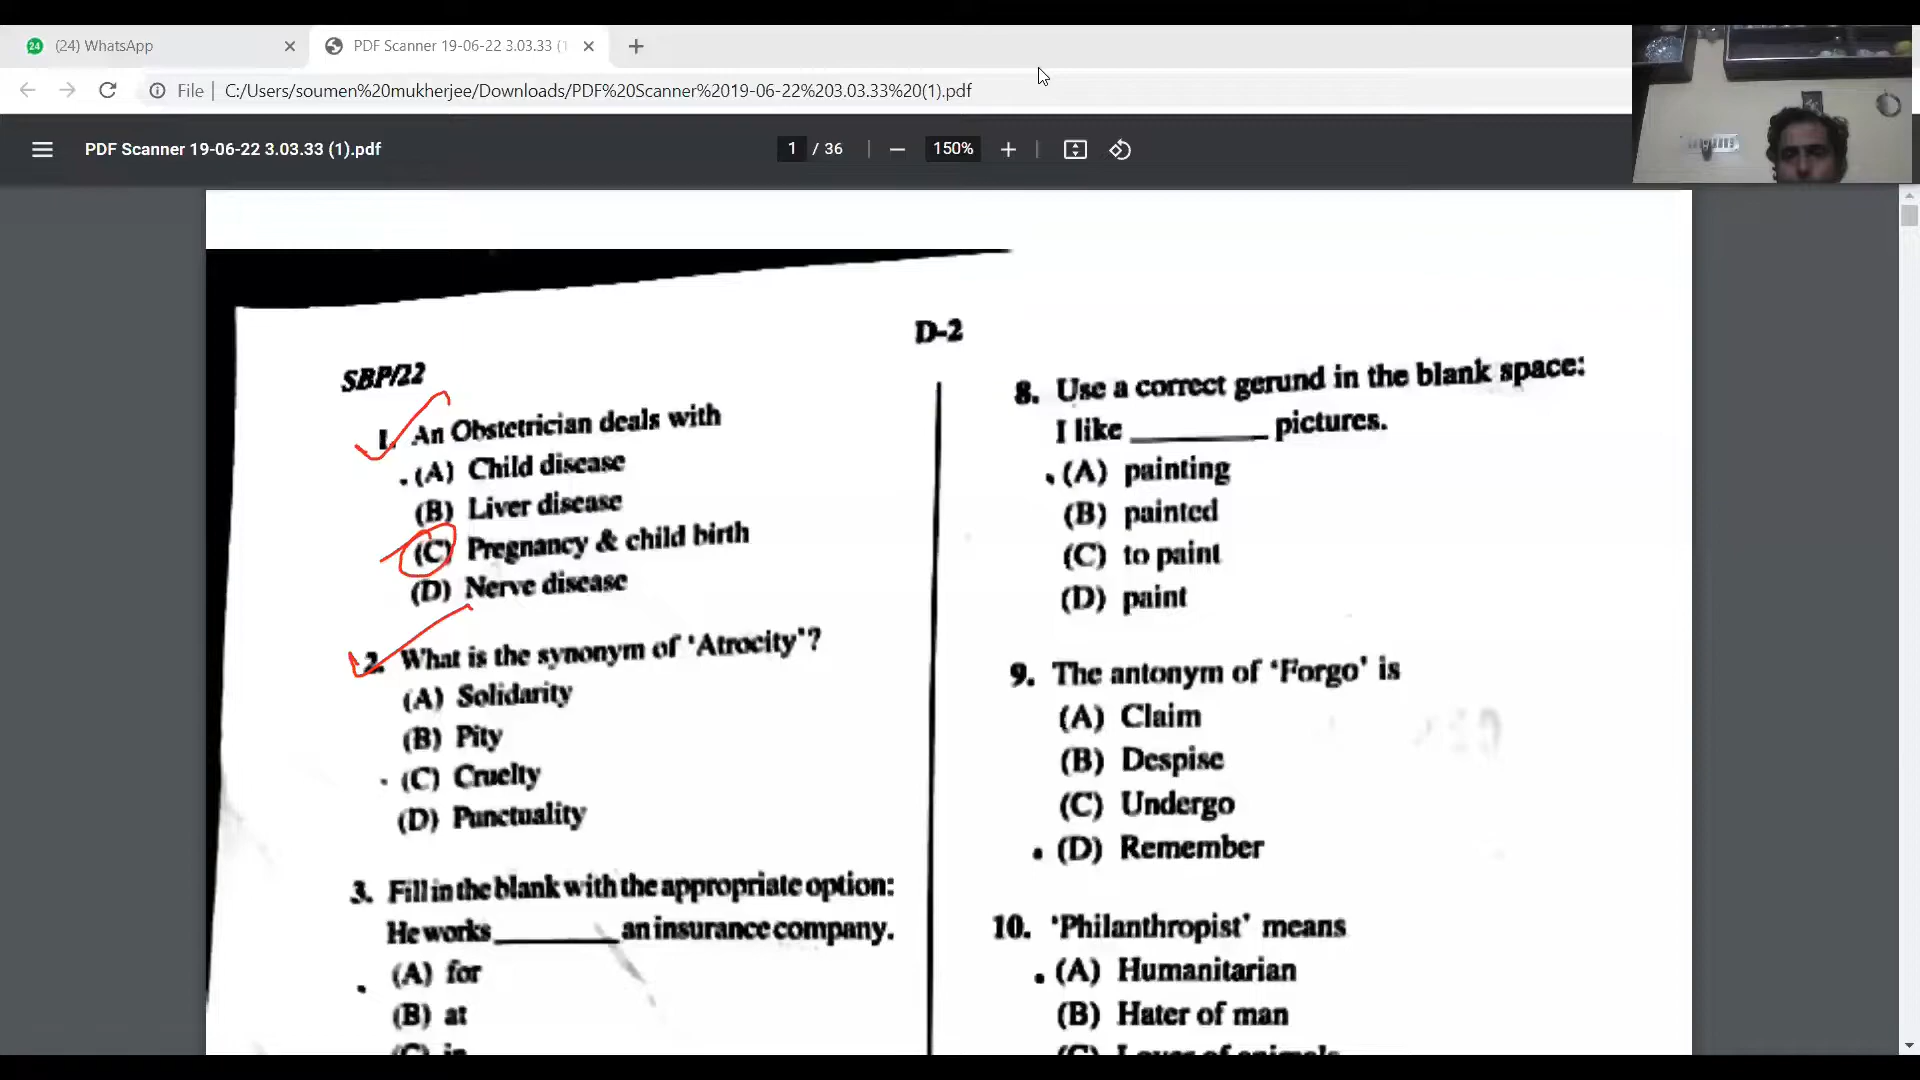 24
(24) WhatsApp
PDF Scanner 19-06-22 3.03.33 (1
File
C:/Users/soumen%20mukherjee/Downloads/PDF%20Scanner%2019-06-22%203.03.33%20(1).pdf
PDF Scanner 19-06-22 3.03.33 (1).pdf
1 / 36
150%
D-2
SBP/22
1. An Obstetrician deals with
(A) Child disease
(B) Liver disease
(C) Pregnancy & child birth
(D) Nerve disease
2. What is the synonym of ‘Atrocity’?
(A) Solidarity
(B) Pity
(C) Cruelty
(D) Punctuality
3. Fill in the blank with the appropriate option:
He works ________ an insurance company.
(A) for
(B) at
(C) in
8. Use a correct gerund in the blank space:
I like ________ pictures.
(A) painting
(B) painted
(C) to paint
(D) paint
9. The antonym of ‘Forgo’ is
(A) Claim
(B) Despise
(C) Undergo
(D) Remember
10. ‘Philanthropist’ means
(A) Humanitarian
(B) Hater of man
(C) Lover of animals